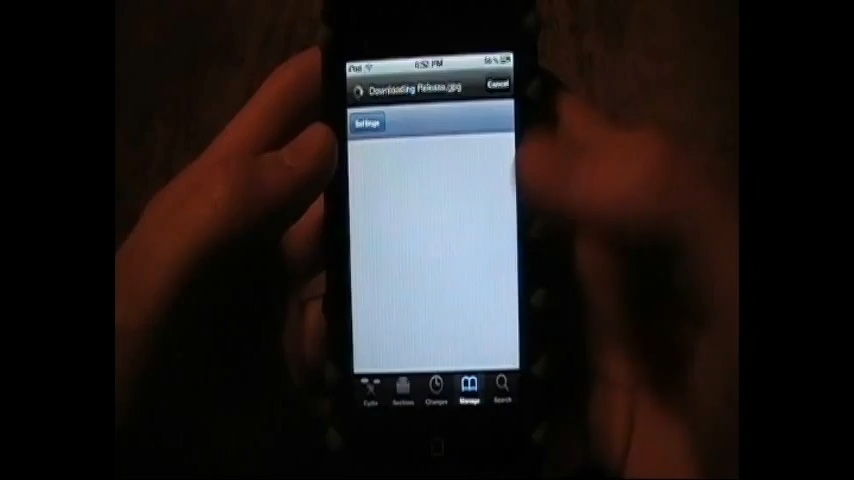 iPod 6:52 PM
Downloading Release.gpg Cancel
Settings
Cydia Sections Changes Manage Search